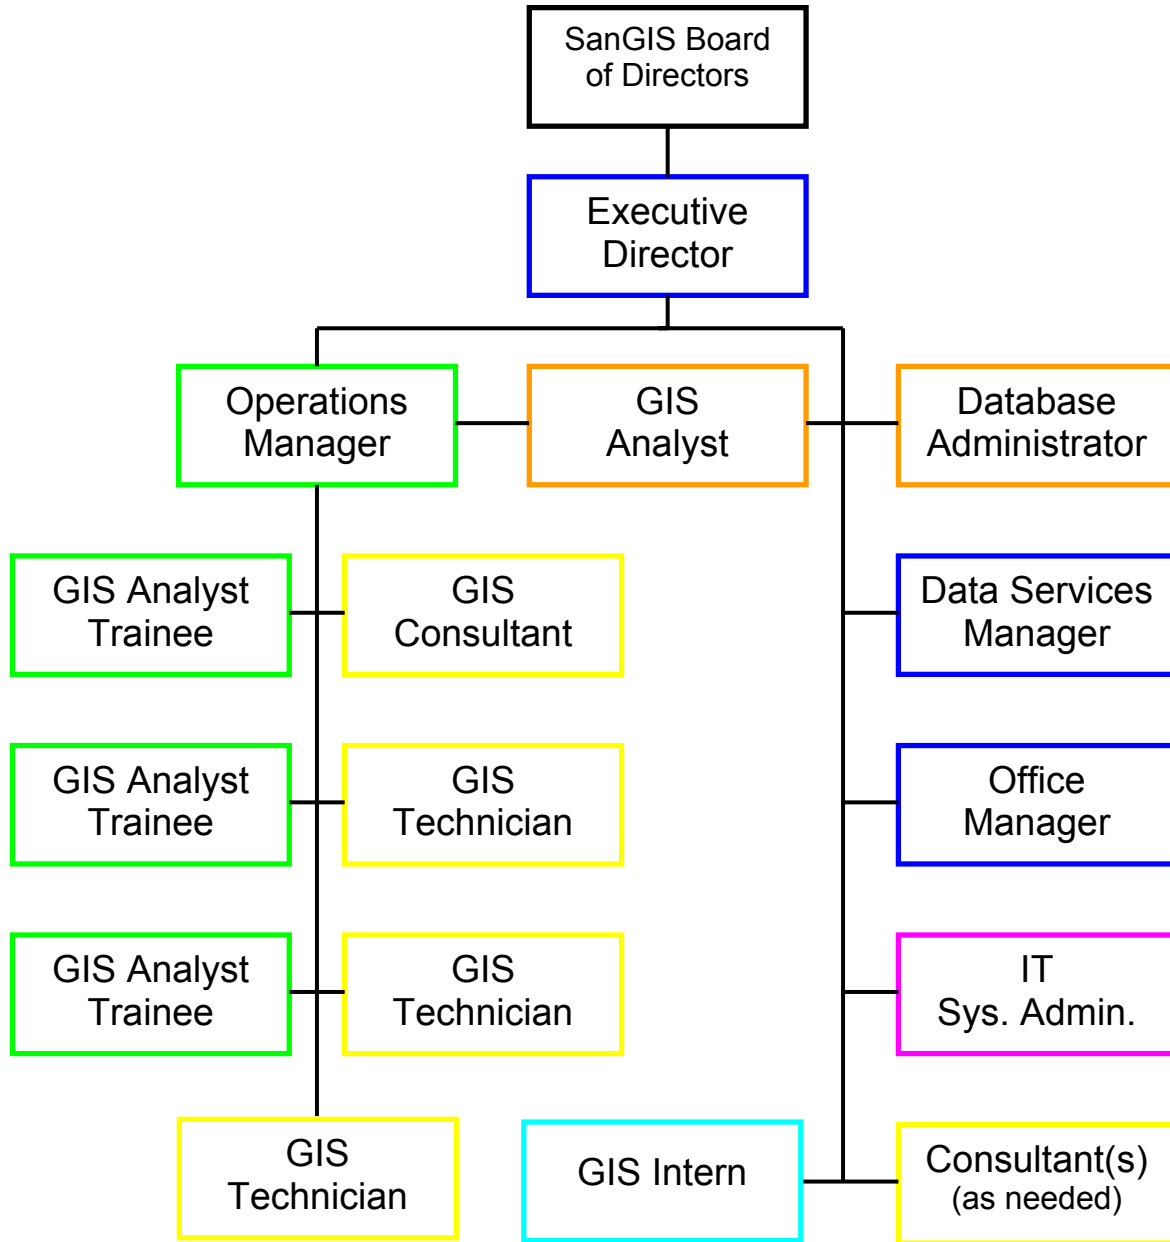 SanGIS Board
of Directors
Executive
Director
Operations
Manager
GIS
Analyst
Database
Administrator
GIS Analyst
Trainee
GIS
Consultant
Data Services
Manager
GIS Analyst
Trainee
GIS
Technician
Office
Manager
GIS Analyst
Trainee
GIS
Technician
IT
Sys. Admin.
GIS
Technician
GIS Intern
Consultant(s)
(as needed)